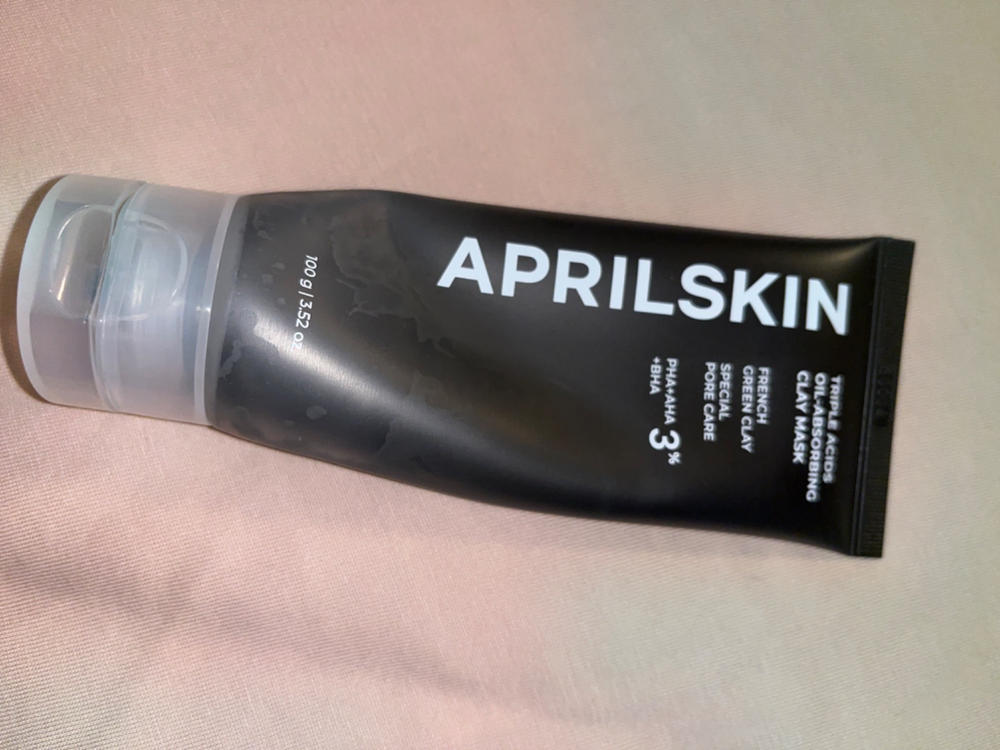 APRILSKIN
TRIPLE ACIDS
OIL-ABSORBING
CLAY MASK
FRENCH
GREEN CLAY
SPECIAL
PORE CARE
PHA+AHA
+BHA
3%
100 g | 3.52 oz